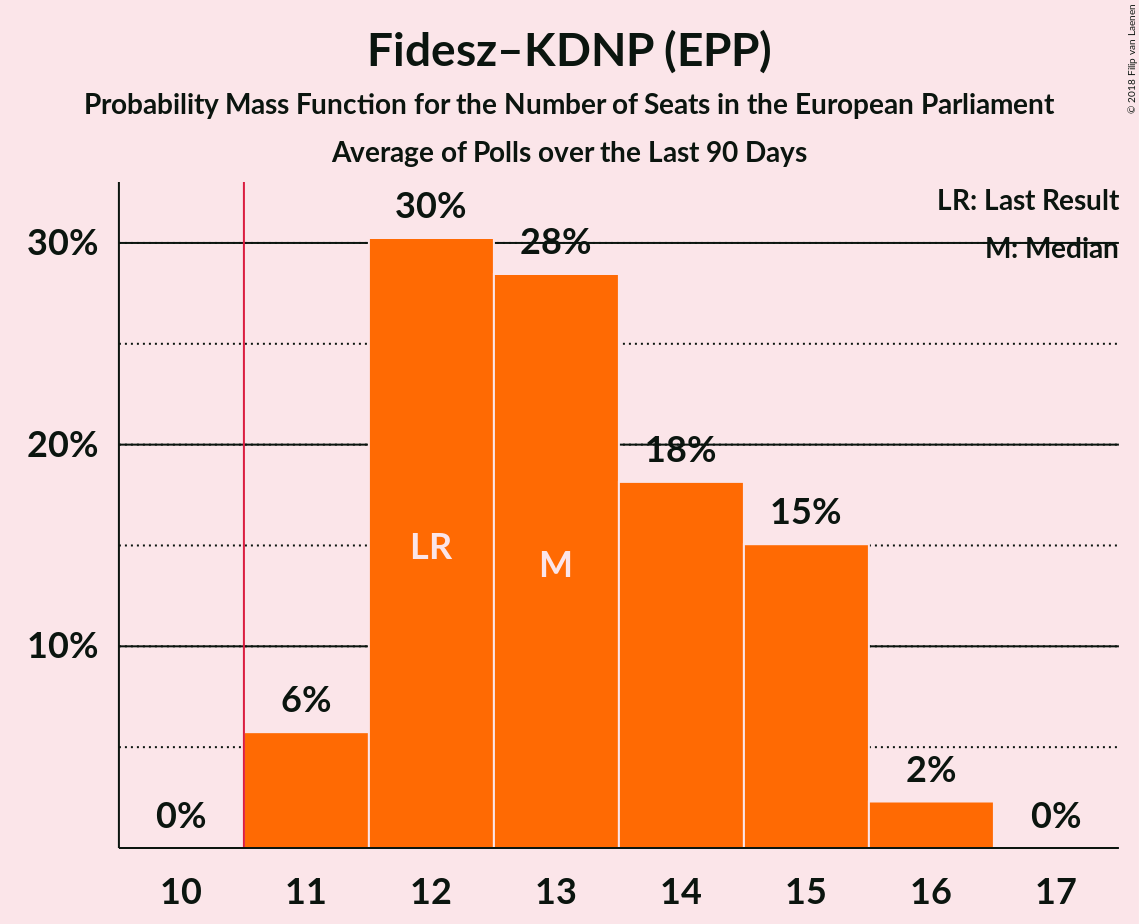 Fidesz–KDNP (EPP)
Probability Mass Function for the Number of Seats in the European Parliament
Average of Polls over the Last 90 Days
© 2018 Filip van Laenen
LR: Last Result
M: Median
30%
20%
10%
0%
6%
30%
28%
18%
15%
2%
0%
LR
M
10 11 12 13 14 15 16 17